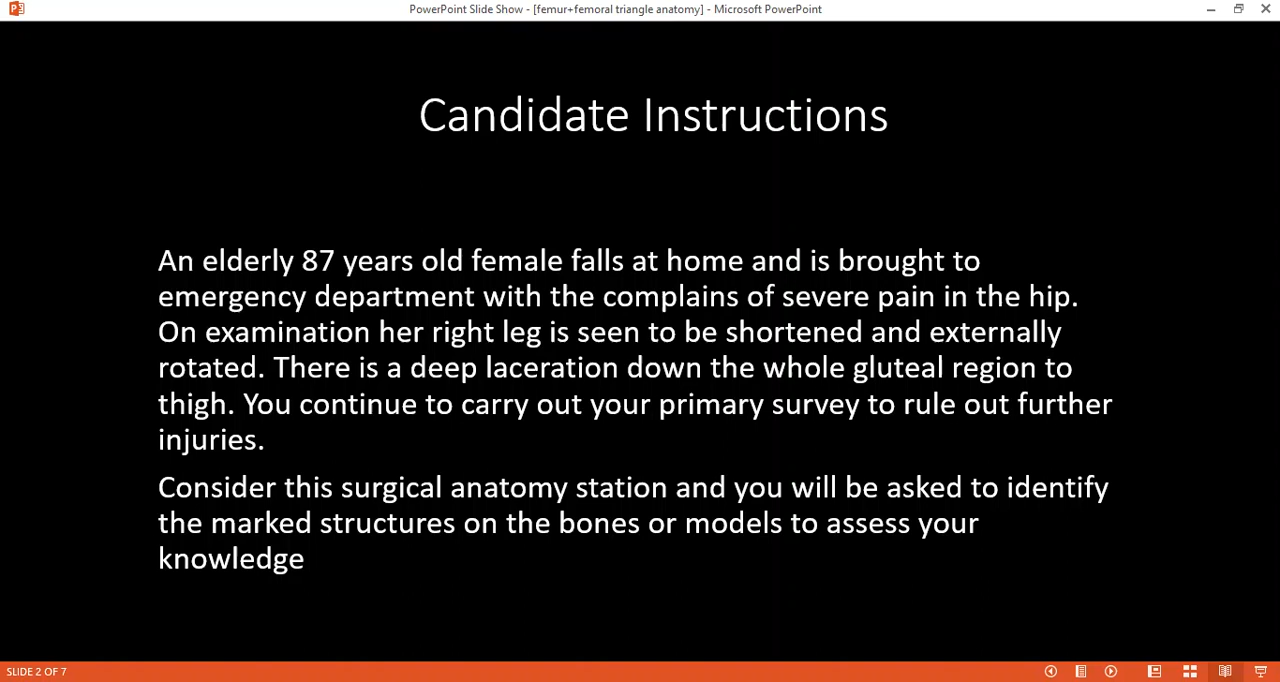 PowerPoint Slide Show - [femur+femoral triangle anatomy] - Microsoft PowerPoint
Candidate Instructions
An elderly 87 years old female falls at home and is brought to
emergency department with the complains of severe pain in the hip.
On examination her right leg is seen to be shortened and externally
rotated. There is a deep laceration down the whole gluteal region to
thigh. You continue to carry out your primary survey to rule out further
injuries.
Consider this surgical anatomy station and you will be asked to identify
the marked structures on the bones or models to assess your
knowledge
SLIDE 2 OF 7